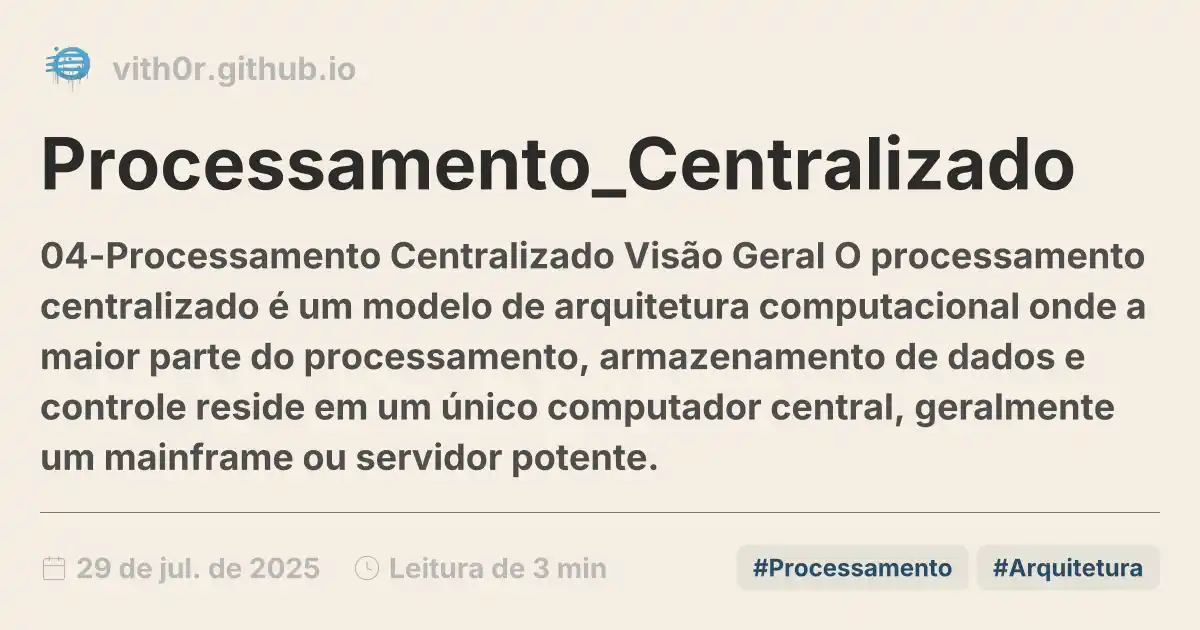 vith0r.github.io
Processamento_Centralizado
04-Processamento Centralizado Visão Geral O processamento
centralizado é um modelo de arquitetura computacional onde a
maior parte do processamento, armazenamento de dados e
controle reside em um único computador central, geralmente
um mainframe ou servidor potente.
29 de jul. de 2025 Leitura de 3 min #Processamento #Arquitetura